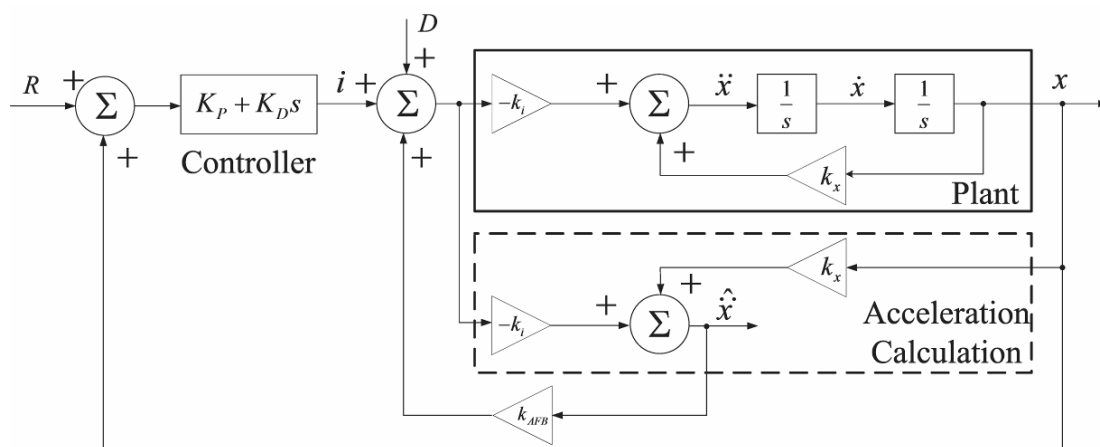 D
R
+
Σ
+
K_P + K_D s
Controller
i
+
+
Σ
+
-k_i
+
Σ
+
ẍ
1/s
ẋ
1/s
x
k_x
Plant
-k_i
+
Σ
+
x̂̈
k_x
Acceleration
Calculation
k_AFB